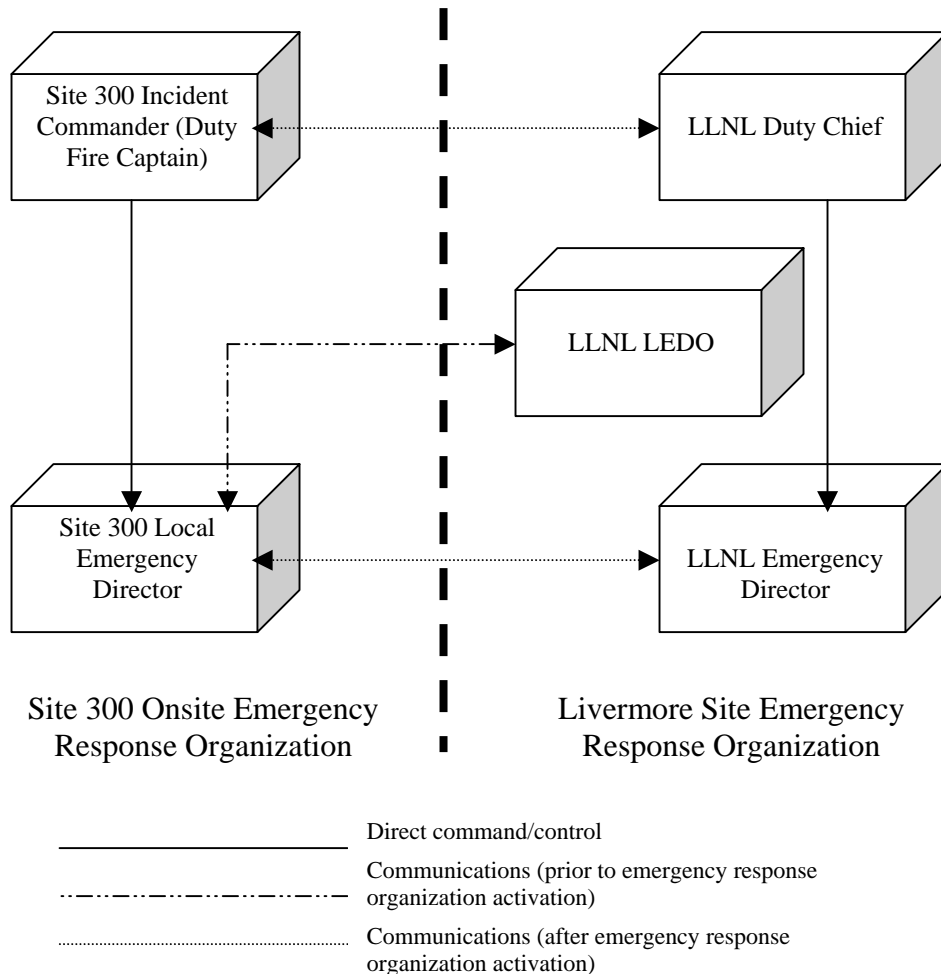 Site 300 Incident
Commander (Duty
Fire Captain)
LLNL Duty Chief
LLNL LEDO
Site 300 Local
Emergency
Director
LLNL Emergency
Director
Site 300 Onsite Emergency
Response Organization
Livermore Site Emergency
Response Organization
Direct command/control
Communications (prior to emergency response
organization activation)
Communications (after emergency response
organization activation)